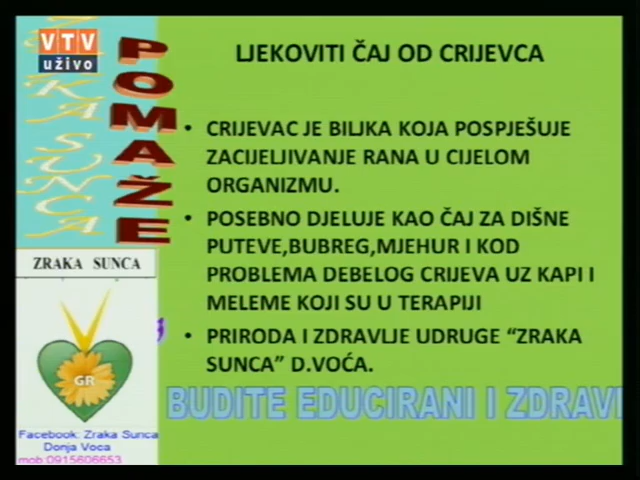 VTV
uživo
ZRAKA SUNCA
POMAŽE
LJEKOVITI ČAJ OD CRIJEVCA
• CRIJEVAC JE BILJKA KOJA POSPJEŠUJE
ZACIJELJIVANJE RANA U CIJELOM
ORGANIZMU.
• POSEBNO DJELUJE KAO ČAJ ZA DIŠNE
PUTEVE,BUBREG,MJEHUR I KOD
PROBLEMA DEBELOG CRIJEVA UZ KAPI I
MELEME KOJI SU U TERAPIJI
• PRIRODA I ZDRAVLJE UDRUGE “ZRAKA
SUNCA” D.VOĆA.
BUDITE EDUCIRANI I ZDRAVI
ZRAKA SUNCA
GR
Facebook: Zraka Sunca
Donja Voca
mob:0915606653